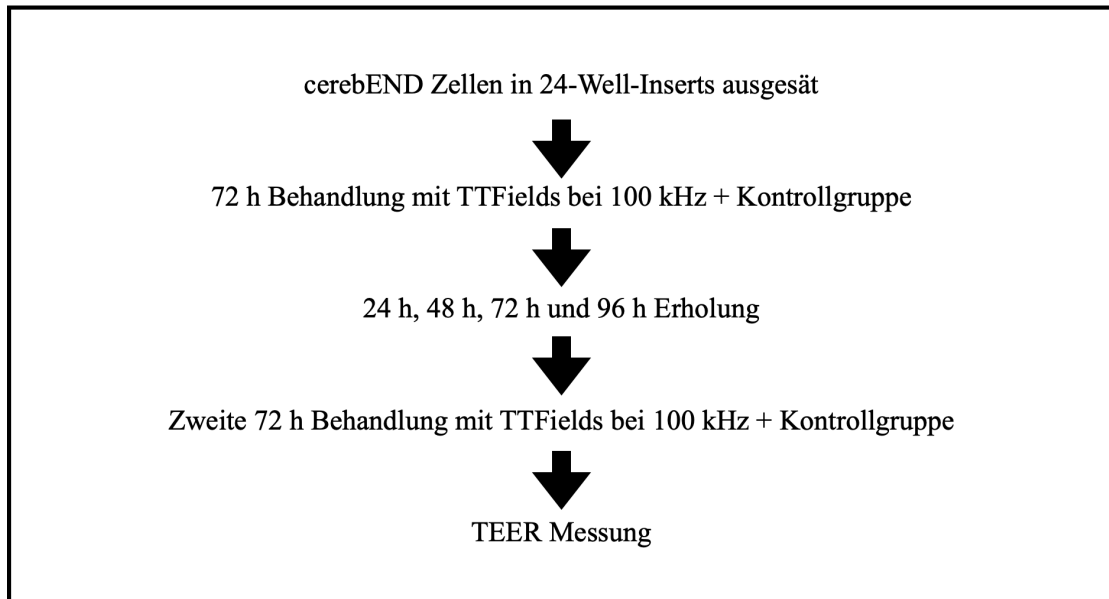 cerebEND Zellen in 24-Well-Inserts ausgesät
72 h Behandlung mit TTFields bei 100 kHz + Kontrollgruppe
24 h, 48 h, 72 h und 96 h Erholung
Zweite 72 h Behandlung mit TTFields bei 100 kHz + Kontrollgruppe
TEER Messung